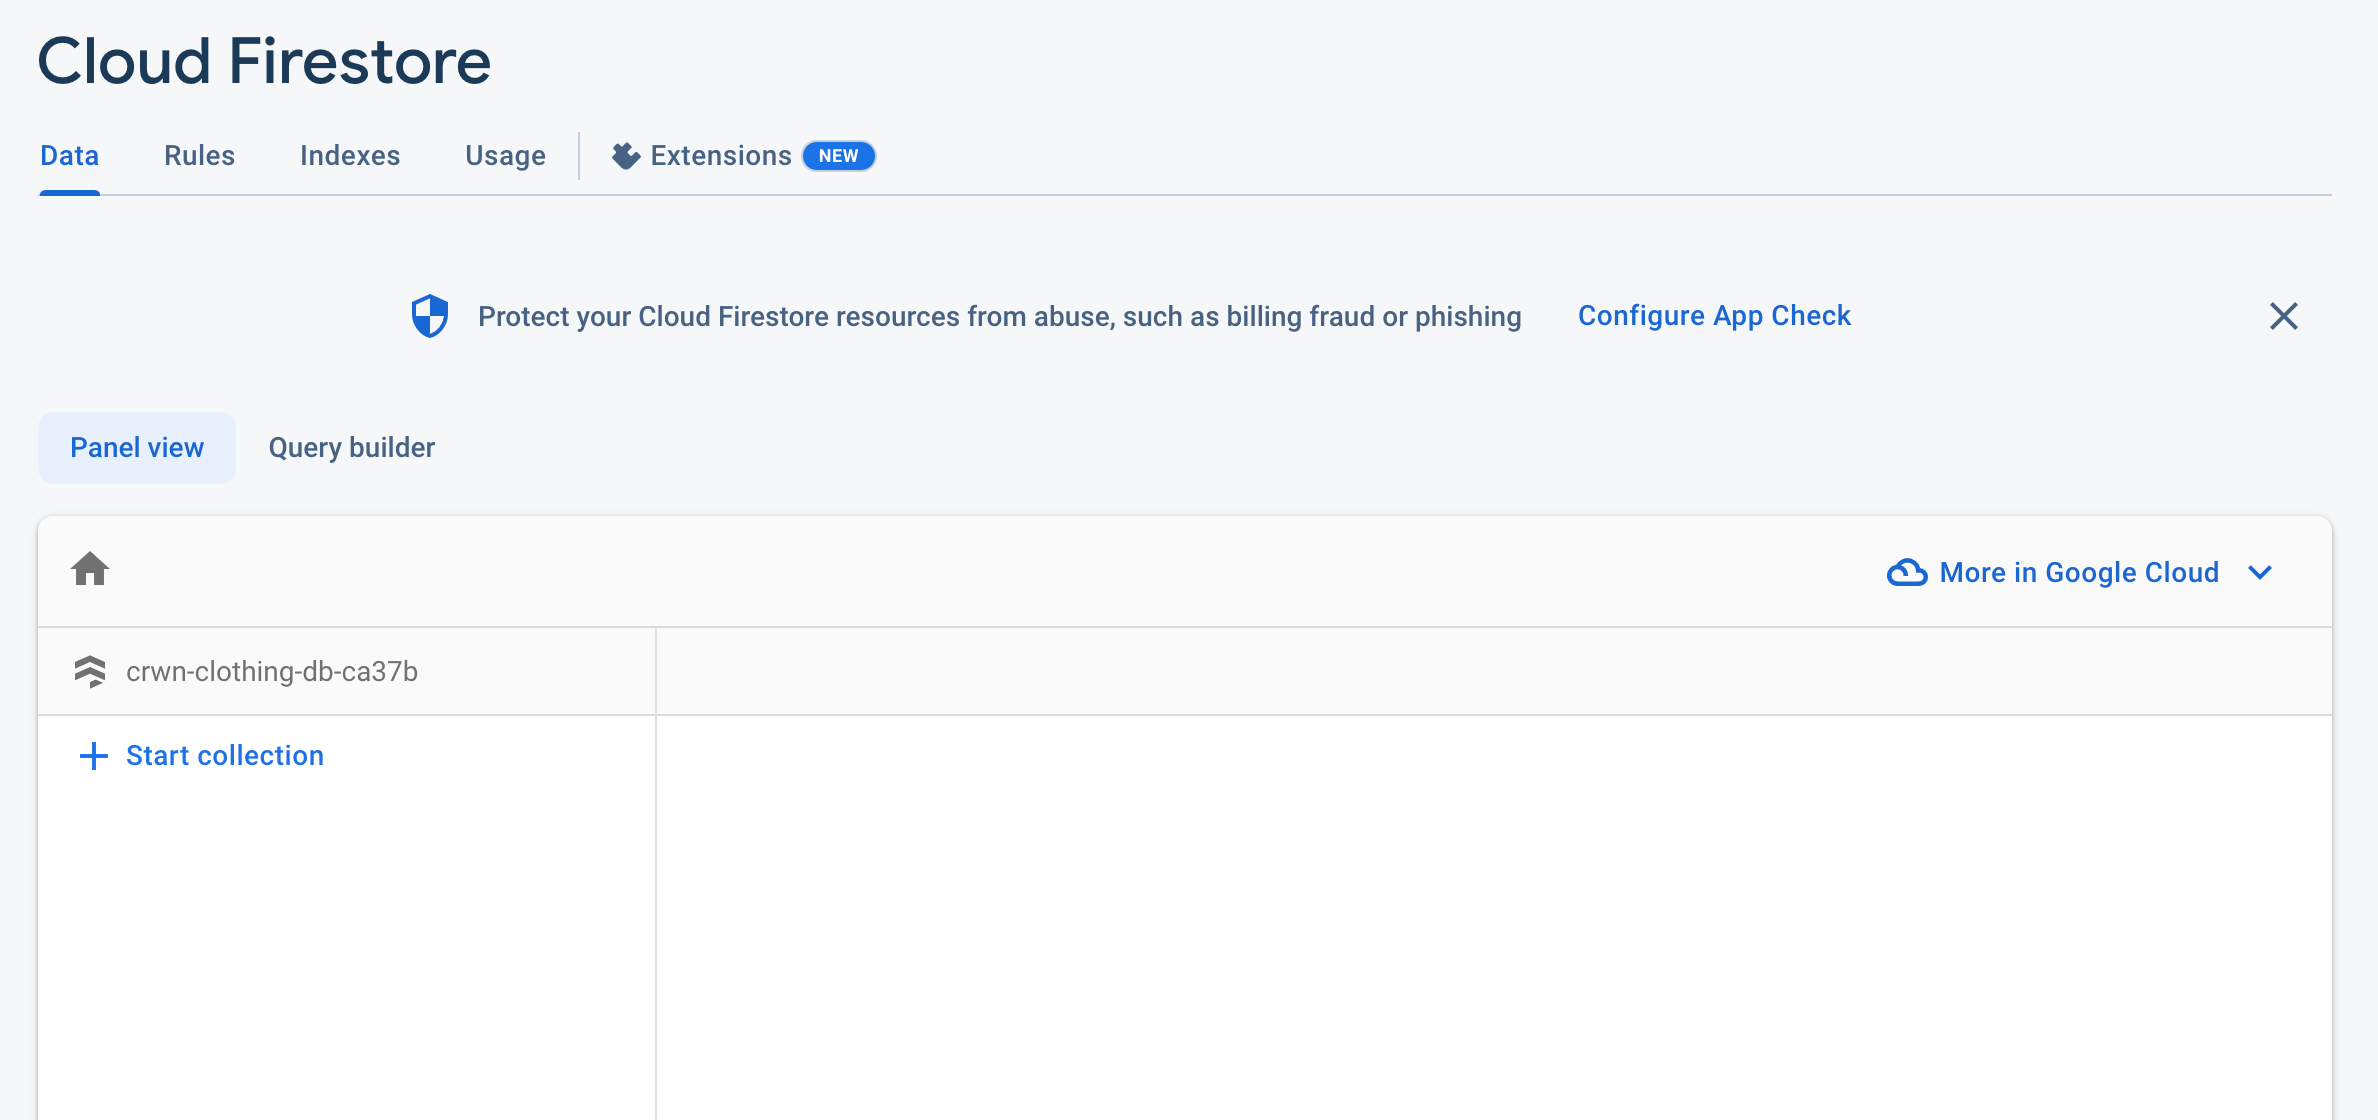 Cloud Firestore
Data Rules Indexes Usage Extensions NEW
Protect your Cloud Firestore resources from abuse, such as billing fraud or phishing Configure App Check
Panel view Query builder
More in Google Cloud
crwn-clothing-db-ca37b
Start collection